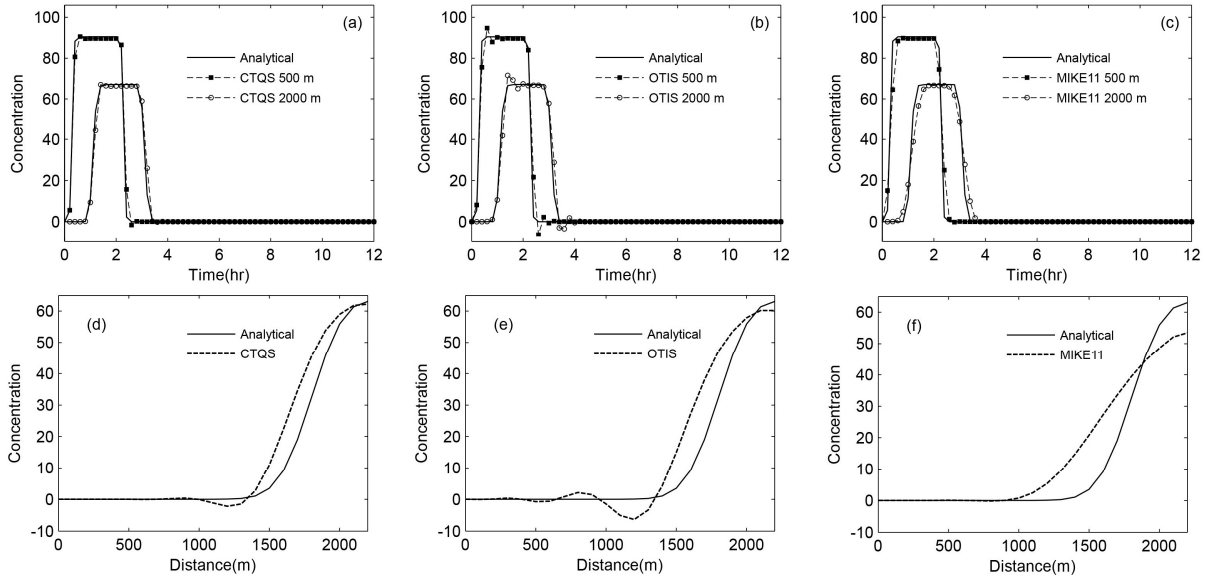 (a)
100
80
60
40
20
0
Concentration
Analytical
CTQS 500 m
CTQS 2000 m
0 2 4 6 8 10 12
Time(hr)
(b)
100
80
60
40
20
0
Concentration
Analytical
OTIS 500 m
OTIS 2000 m
0 2 4 6 8 10 12
Time(hr)
(c)
100
80
60
40
20
0
Concentration
Analytical
MIKE11 500 m
MIKE11 2000 m
0 2 4 6 8 10 12
Time(hr)
(d)
60
50
40
30
20
10
0
-10
Concentration
Analytical
CTQS
0 500 1000 1500 2000
Distance(m)
(e)
60
50
40
30
20
10
0
-10
Concentration
Analytical
OTIS
0 500 1000 1500 2000
Distance(m)
(f)
60
50
40
30
20
10
0
-10
Concentration
Analytical
MIKE11
0 500 1000 1500 2000
Distance(m)